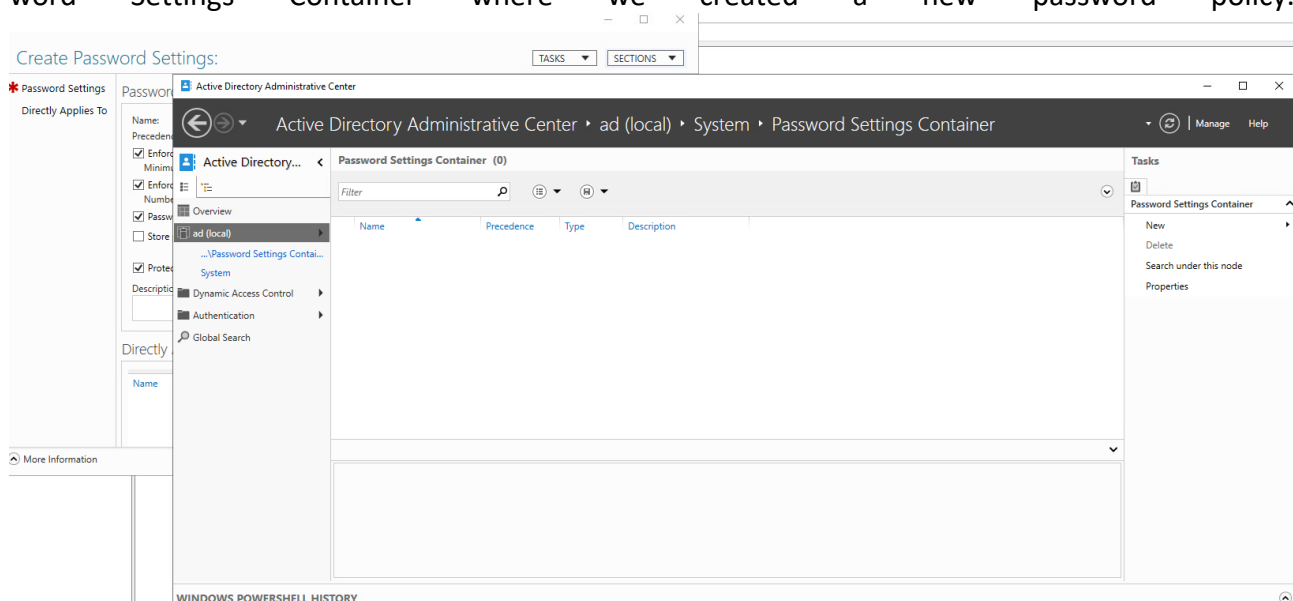 word Settings Container where we created a new password policy.
Create Password Settings:
TASKS
SECTIONS
Password Settings
Directly Applies To
Password
Name:
Store
Directly
Name
More Information
Active Directory Administrative Center
Active Directory Administrative Center ad (local) System Password Settings Container
Manage Help
Active Directory...
Overview
ad (local)
...\Password Settings Contai...
System
Dynamic Access Control
Authentication
Global Search
Password Settings Container (0)
Filter
Name Precedence Type Description
Tasks
Password Settings Container
New
Delete
Search under this node
Properties
WINDOWS POWERSHELL HISTORY